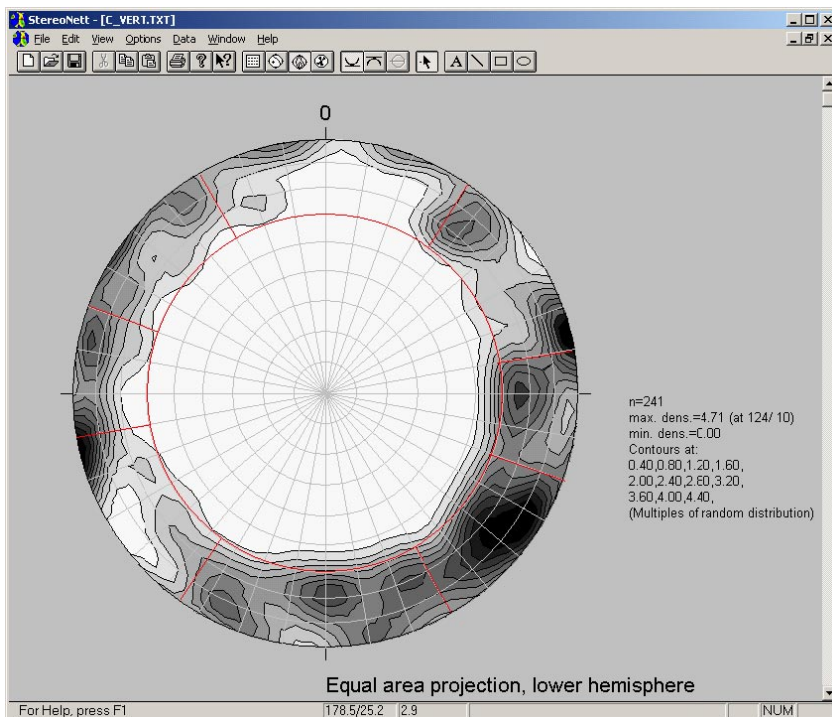 StereoNett - [C_VERT.TXT]
File Edit View Options Data Window Help
0
n=241
max. dens.=4.71 (at 124/ 10)
min. dens.=0.00
Contours at:
0.40,0.80,1.20,1.60,
2.00,2.40,2.80,3.20,
3.60,4.00,4.40,
(Multiples of random distribution)
Equal area projection, lower hemisphere
For Help, press F1 178.5/25.2 2.9 NUM